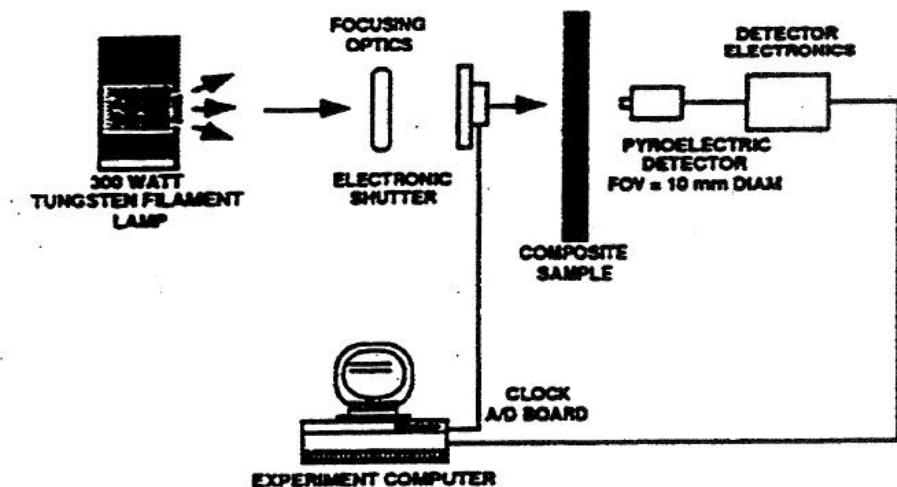 FOCUSING
OPTICS
DETECTOR
ELECTRONICS
300 WATT
TUNGSTEN FILAMENT
LAMP
ELECTRONIC
SHUTTER
PYROELECTRIC
DETECTOR
FOV = 10 mm DIAM
COMPOSITE
SAMPLE
CLOCK
A/D BOARD
EXPERIMENT COMPUTER